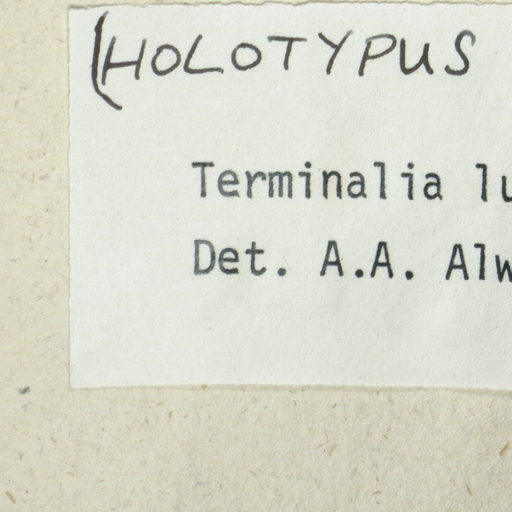 (HOLOTYPUS
Terminalia lu
Det. A.A. Alw